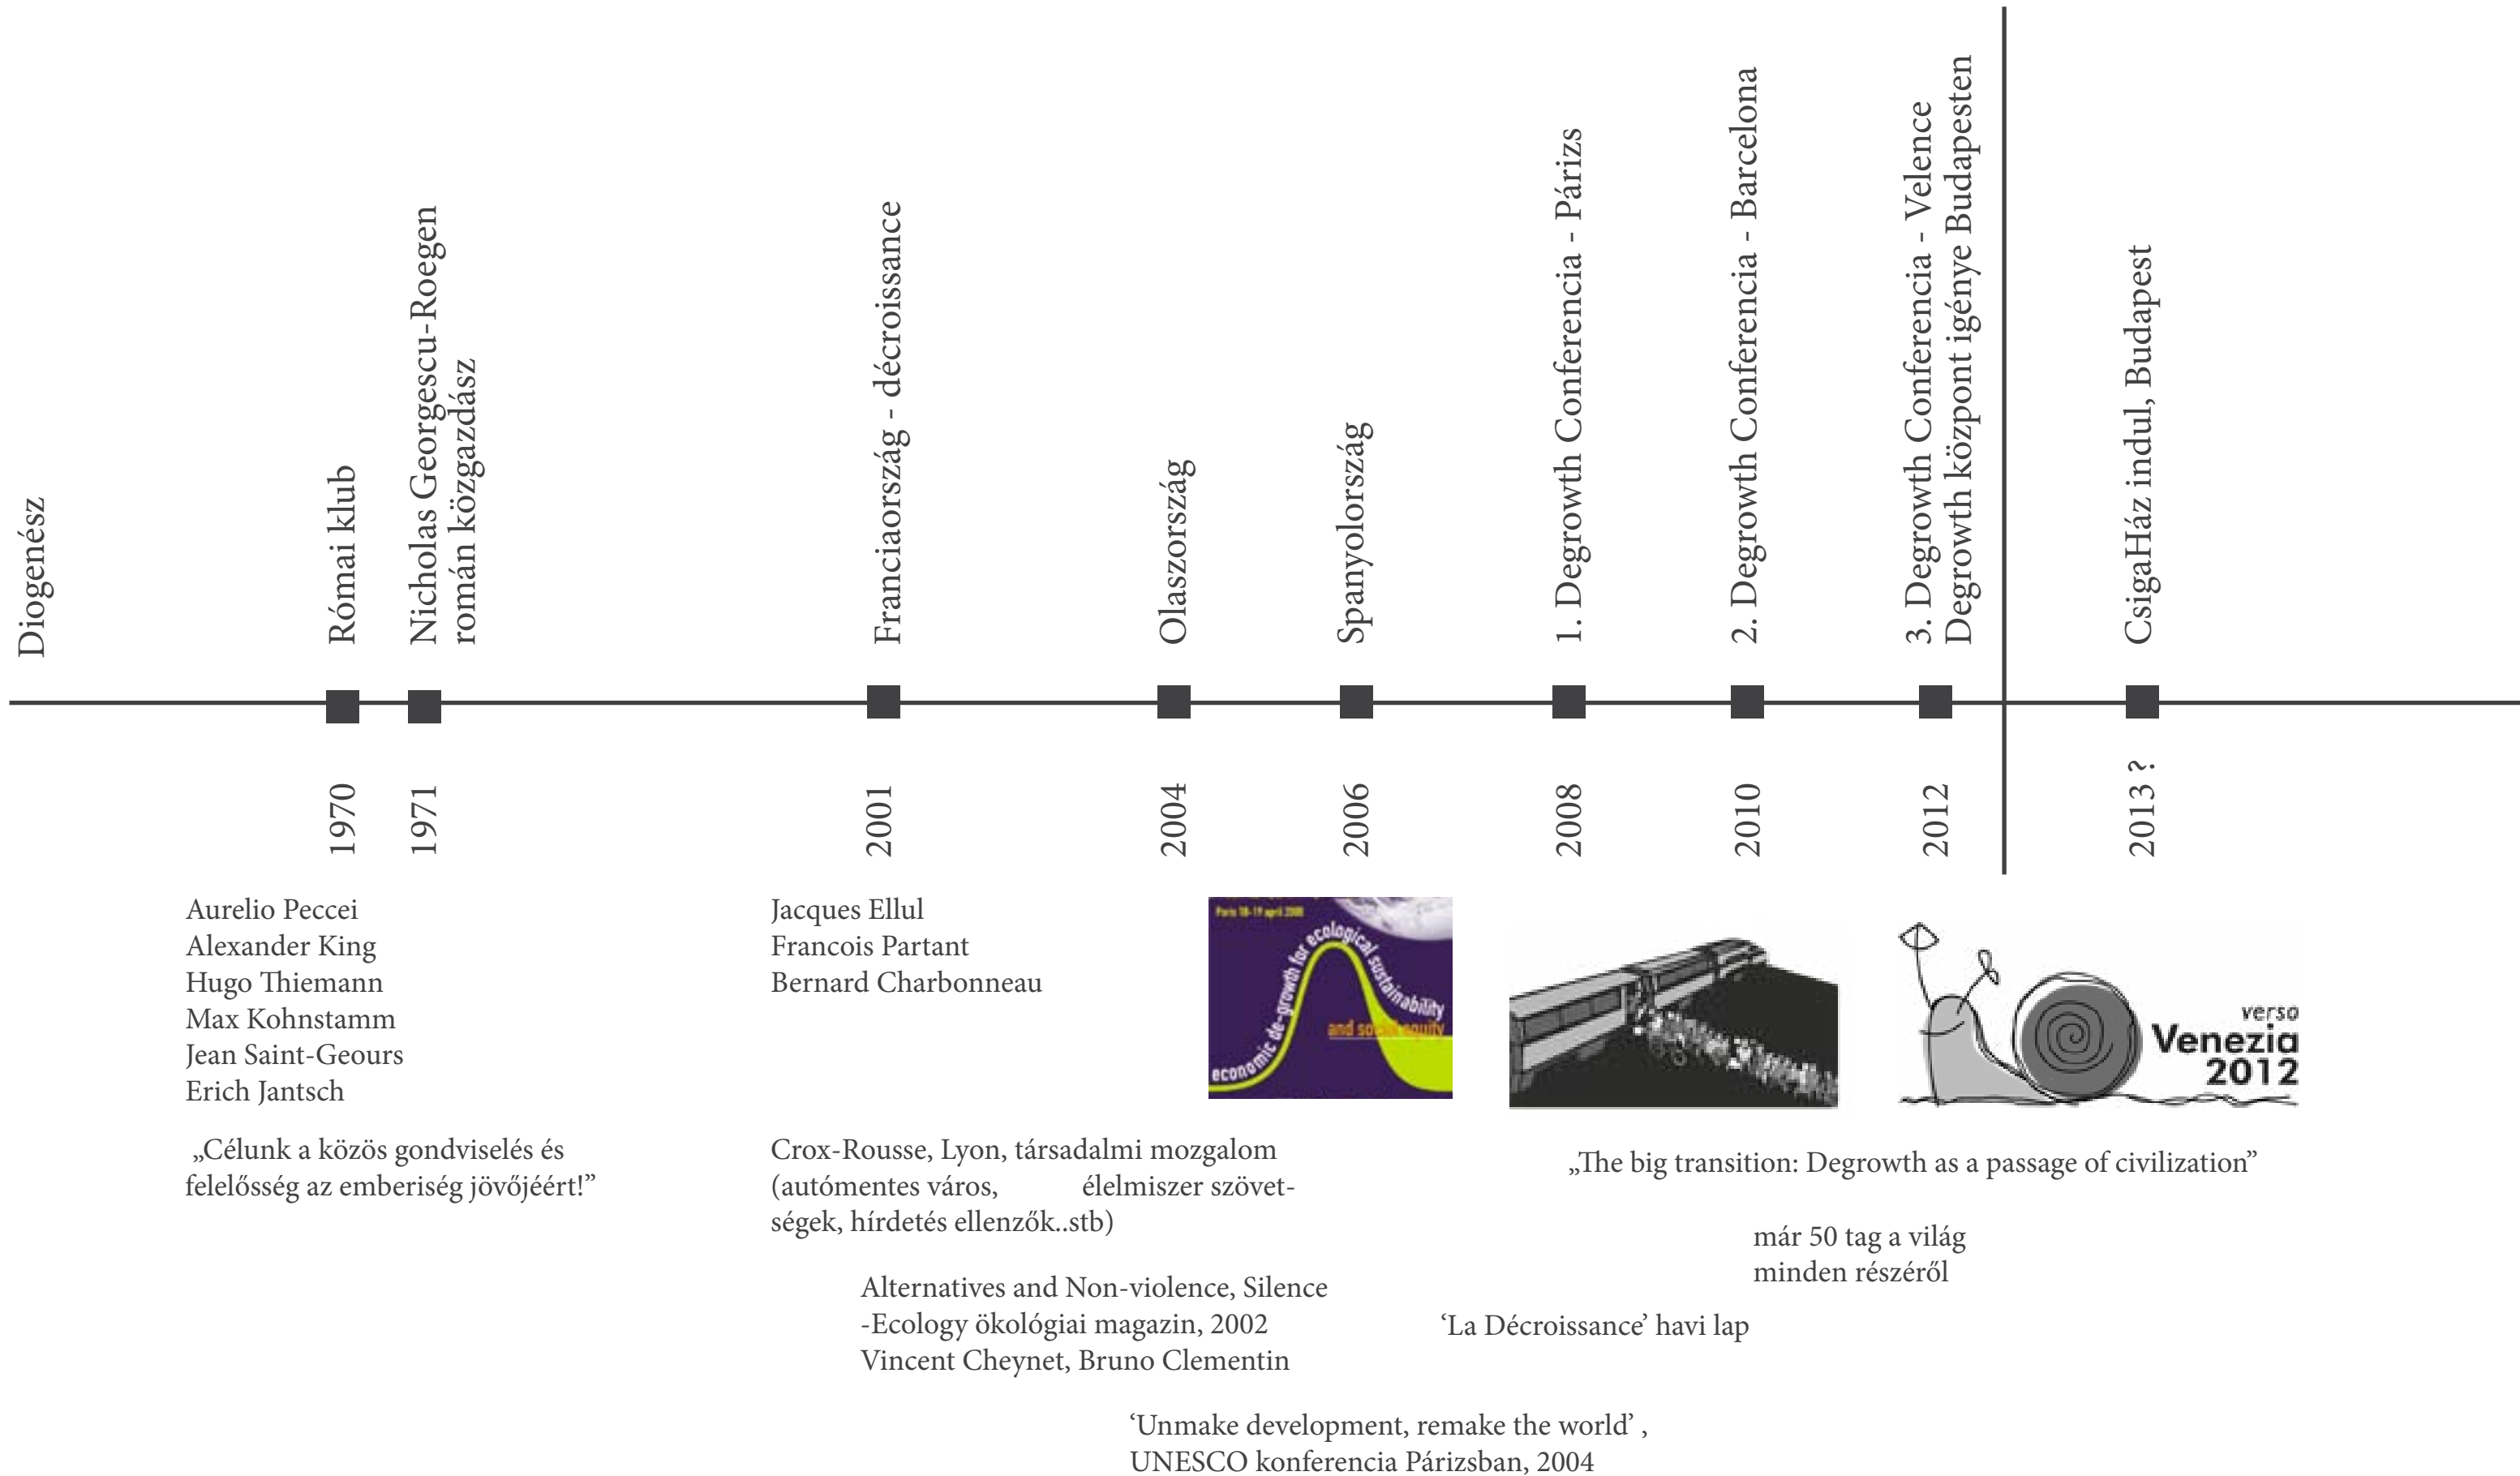 Diogenész
Római klub
Nicholas Georgescu-Roegen
román közgazdász
Franciaország - décroissance
Olaszország
Spanyolország
1. Degrowth Conferencia - Párizs
2. Degrowth Conferencia - Barcelona
3. Degrowth Conferencia - Velence
Degrowth központ igénye Budapesten
CsigaHáz indul, Budapest
1970
1971
2001
2004
2006
2008
2010
2012
2013 ?
Aurelio Peccei
Alexander King
Hugo Thiemann
Max Kohnstamm
Jean Saint-Geours
Erich Jantsch
„Célunk a közös gondviselés és
felelősség az emberiség jövőjéért!”
Jacques Ellul
Francois Partant
Bernard Charbonneau
Paris 18-19 april 2008
economic de-growth for ecological sustainability
and social equity
verso
Venezia
2012
Crox-Rousse, Lyon, társadalmi mozgalom
(autómentes város, élelmiszer szövet-
ségek, hírdetés ellenzők..stb)
„The big transition: Degrowth as a passage of civilization”
már 50 tag a világ
minden részéről
Alternatives and Non-violence, Silence
-Ecology ökológiai magazin, 2002
Vincent Cheynet, Bruno Clementin
‘La Décroissance’ havi lap
‘Unmake development, remake the world’ ,
UNESCO konferencia Párizsban, 2004